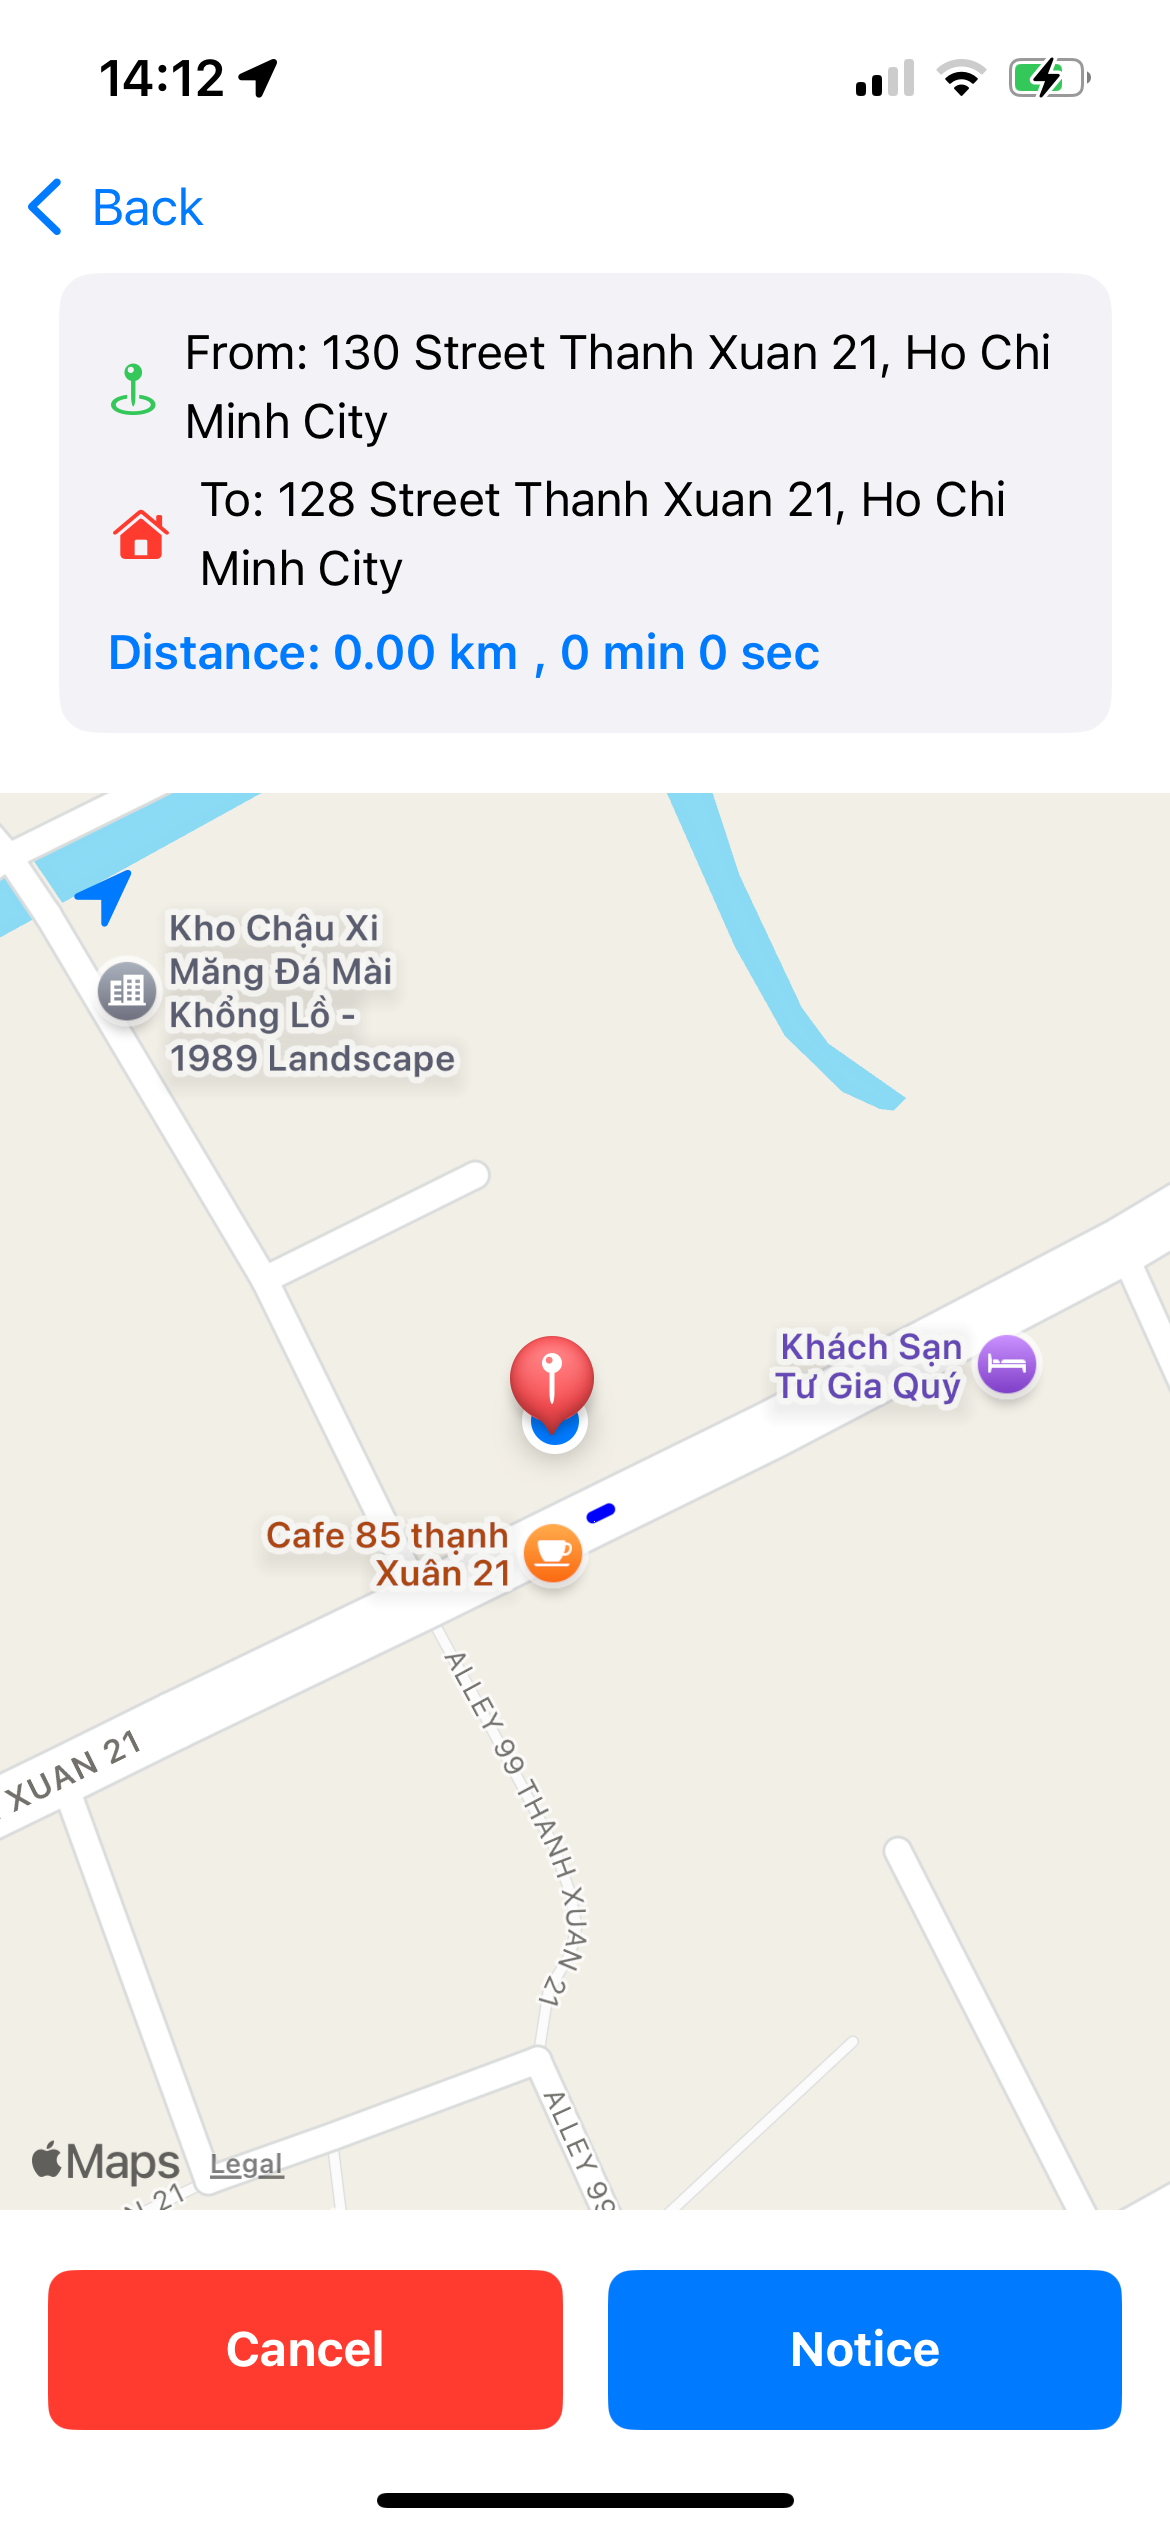 14:12
Back
From: 130 Street Thanh Xuan 21, Ho Chi
Minh City
To: 128 Street Thanh Xuan 21, Ho Chi
Minh City
Distance: 0.00 km , 0 min 0 sec
Kho Chậu Xi
Măng Đá Mài
Khổng Lồ -
1989 Landscape
Khách Sạn
Tư Gia Quý
Cafe 85 thạnh
Xuân 21
XUAN 21
ALLEY 99 THANH XUAN 21
ALLEY 99
Maps
Legal
N 21
Cancel
Notice